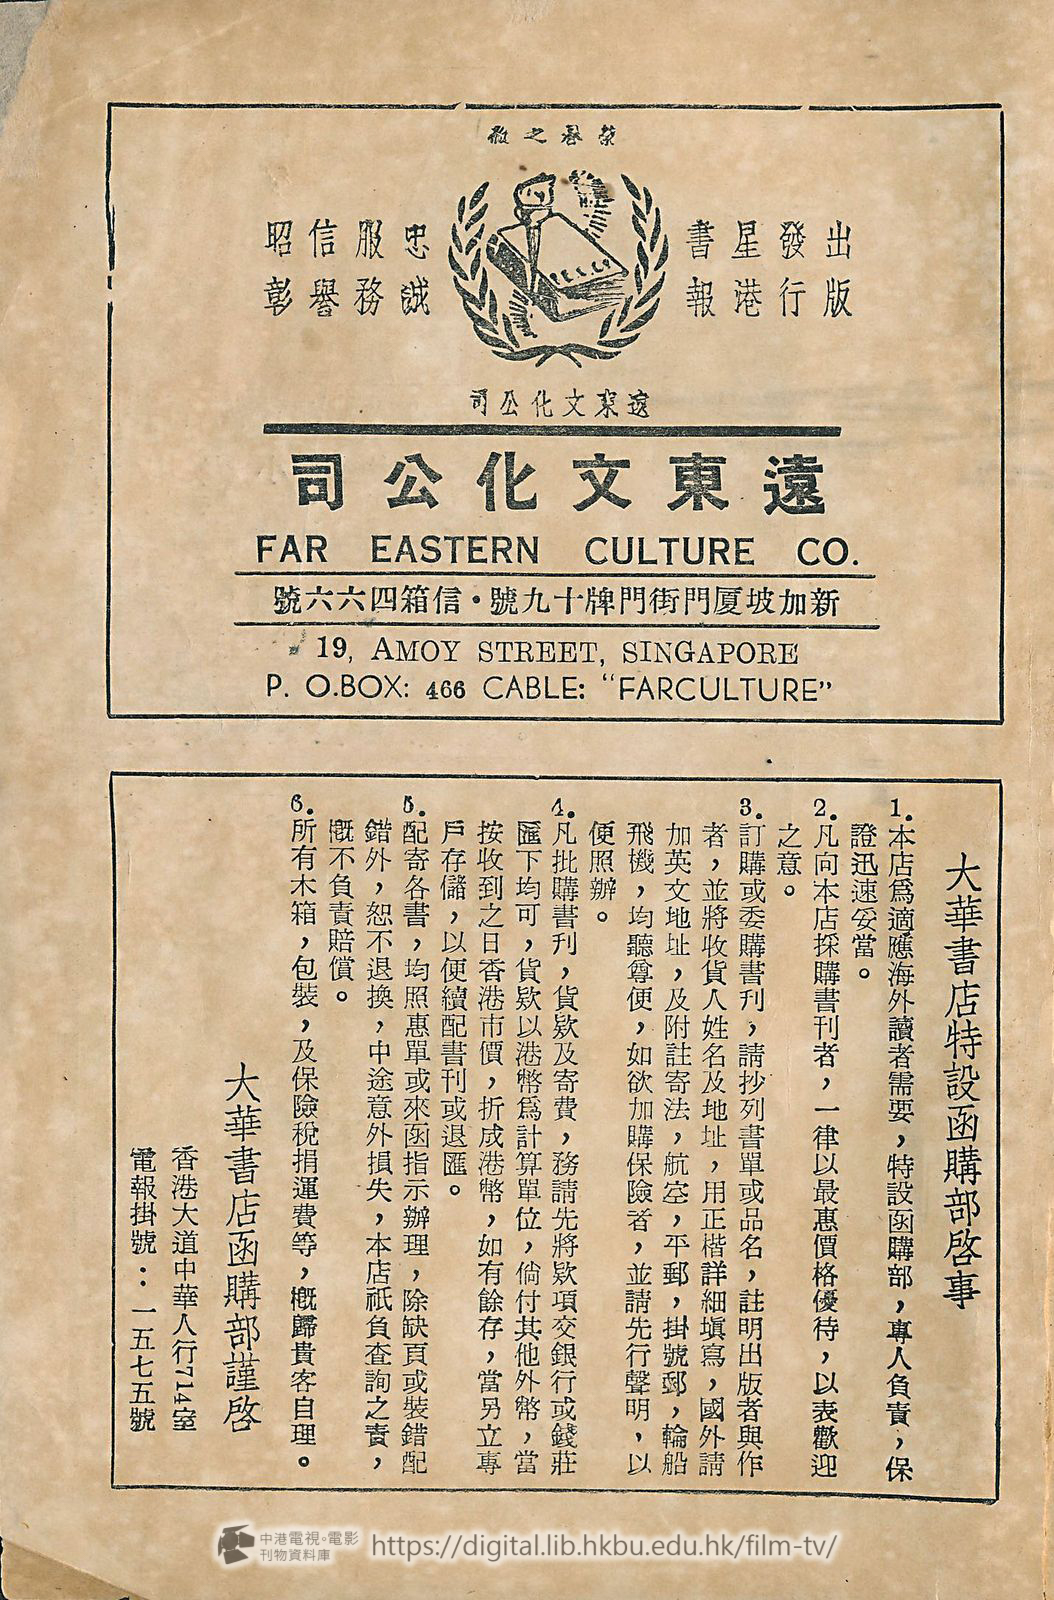 榮譽之徽
出版
發行
星港
書報
忠誠
服務
信譽
昭彰
遠東文化公司
遠東文化公司
FAR EASTERN CULTURE CO.
新加坡厦門街門牌十九號・信箱四六六號
19, AMOY STREET, SINGAPORE
P. O.BOX: 466 CABLE: “FARCULTURE”
大華書店特設函購部啓事
1.本店爲適應海外讀者需要，特設函購部，專人負責，保
證迅速妥當。
2.凡向本店採購書刊者，一律以最惠價格優待，以表歡迎
之意。
3.訂購或委購書刊，請抄列書單或品名，註明出版者與作
者，並將收貨人姓名及地址，用正楷詳細塡寫，國外請
加英文地址，及附註寄法，航空，平郵，掛號郵，輪船
飛機，均聽尊便，如欲加購保險者，並請先行聲明，以
便照辦。
4.凡批購書刊，貨欵及寄費，務請先將欵項交銀行或錢莊
匯下均可，貨欵以港幣爲計算單位，倘付其他外幣，當
按收到之日香港市價，折成港幣，如有餘存，當另立專
戶存儲，以便續配書刊或退匯。
5.配寄各書，均照惠單或來函指示辦理，除缺頁或裝錯配
錯外，恕不退換，中途意外損失，本店祇負查詢之責，
概不負責賠償。
6.所有木箱，包裝，及保險稅捐運費等，概歸貴客自理。
大華書店函購部謹啓
香港大道中華人行714室
電報掛號：一五七五號
中港電視・電影
刊物資料庫
https://digital.lib.hkbu.edu.hk/film-tv/